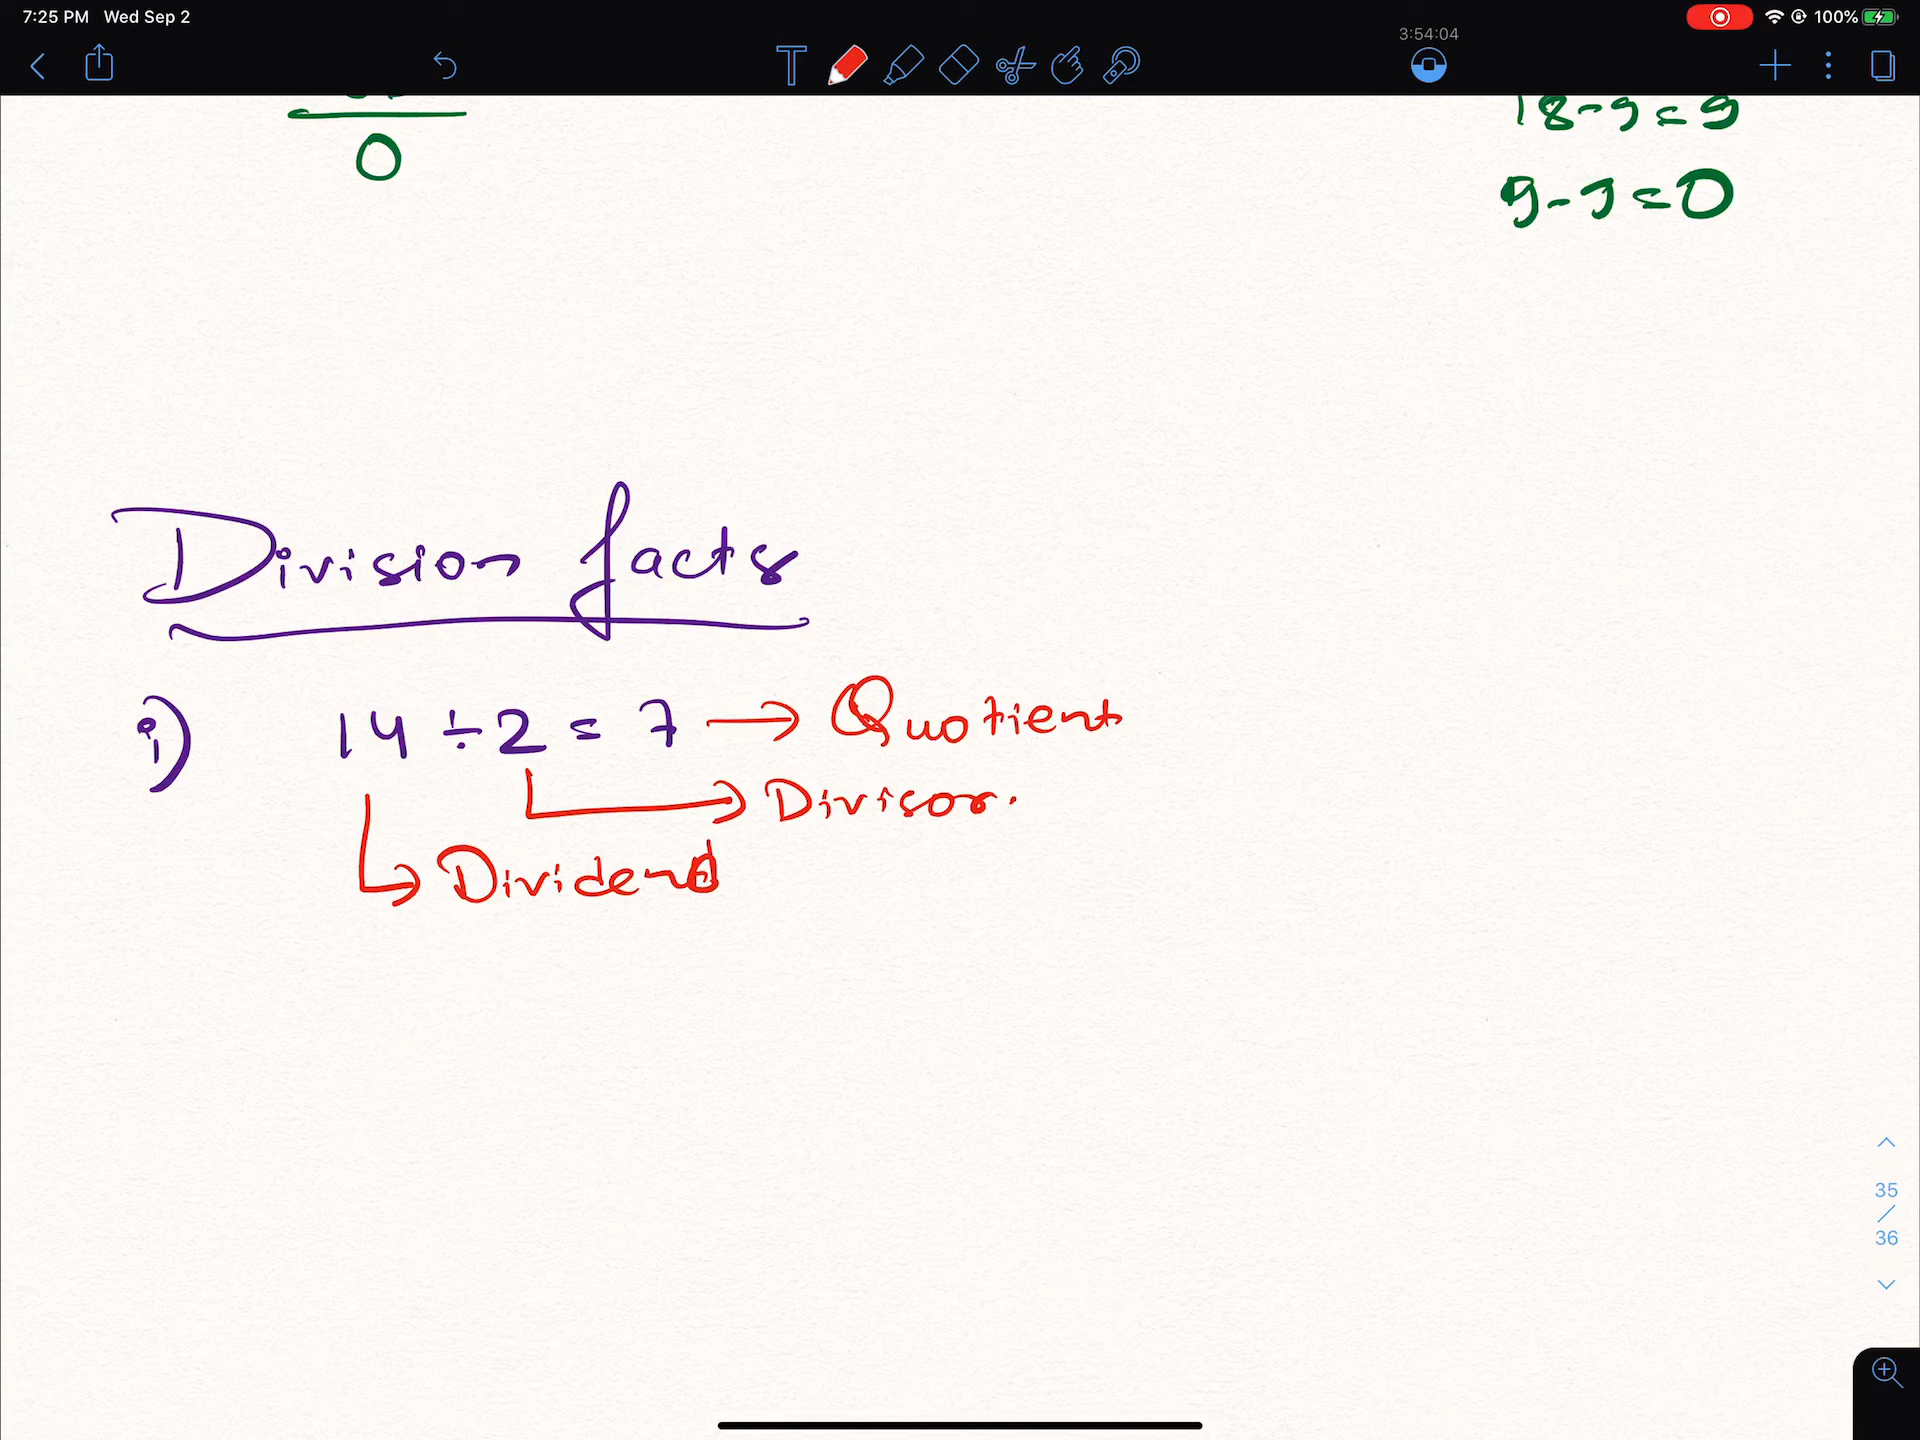 7:25 PM Wed Sep 2
100%
3:54:04
18-9=9
0
9-9=0
Division facts
i) 14÷2=7 → Quotient
Divisor.
Dividend
35
/
36